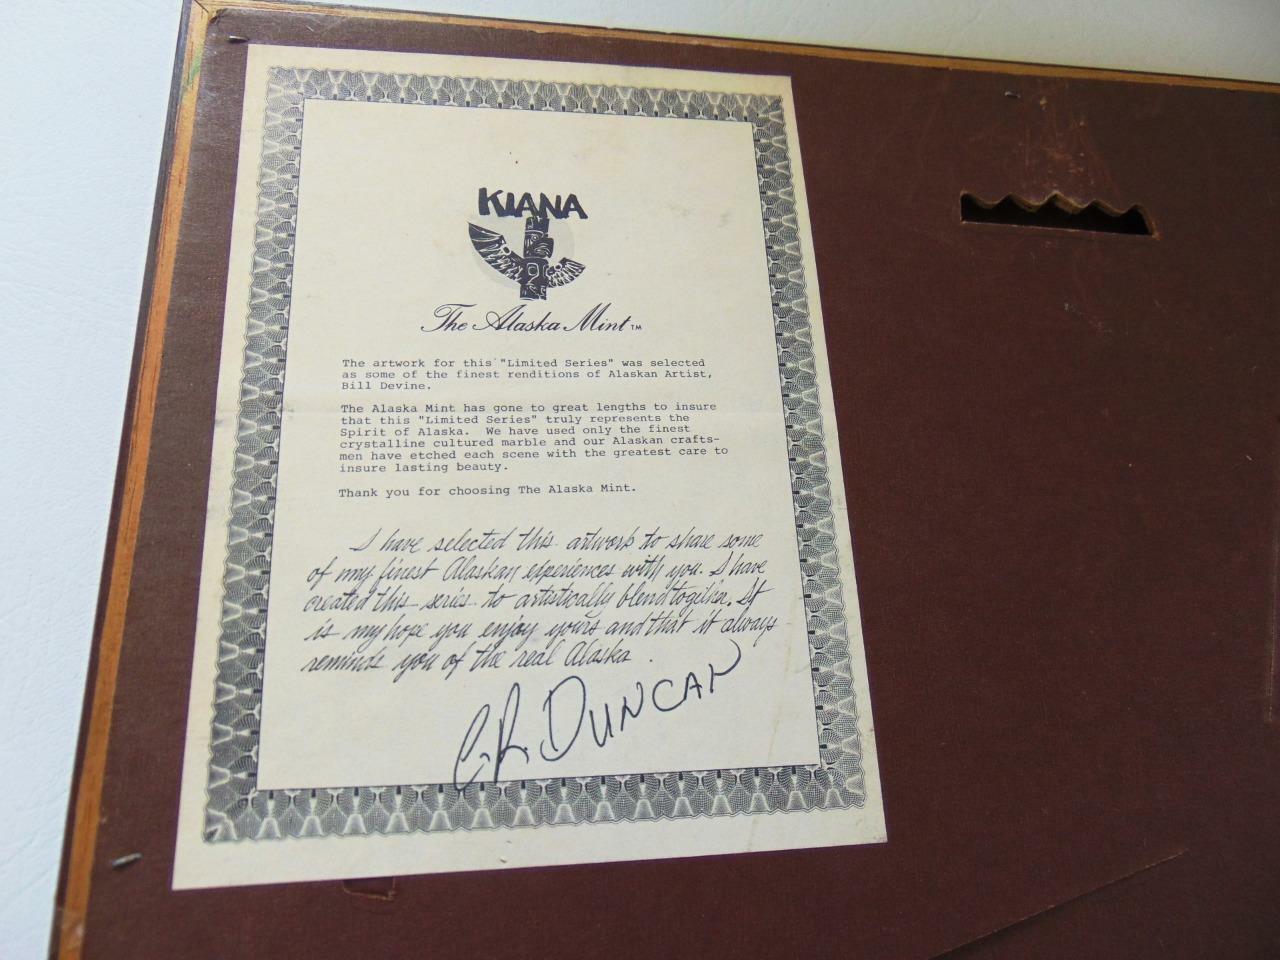 KIANA
The Alaska Mint™
The artwork for this "Limited Series" was selected
as some of the finest renditions of Alaskan Artist,
Bill Devine.
The Alaska Mint has gone to great lengths to insure
that this "Limited Series" truly represents the
Spirit of Alaska. We have used only the finest
crystalline cultured marble and our Alaskan crafts-
men have etched each scene with the greatest care to
insure lasting beauty.
Thank you for choosing The Alaska Mint.
I have selected this artwork to share some
of my finest Alaskan experiences with you. I have
created this series to artistically blend together. It
is my hope you enjoy yours and that it always
reminds you of the real Alaska.
C.R. DUNCAN